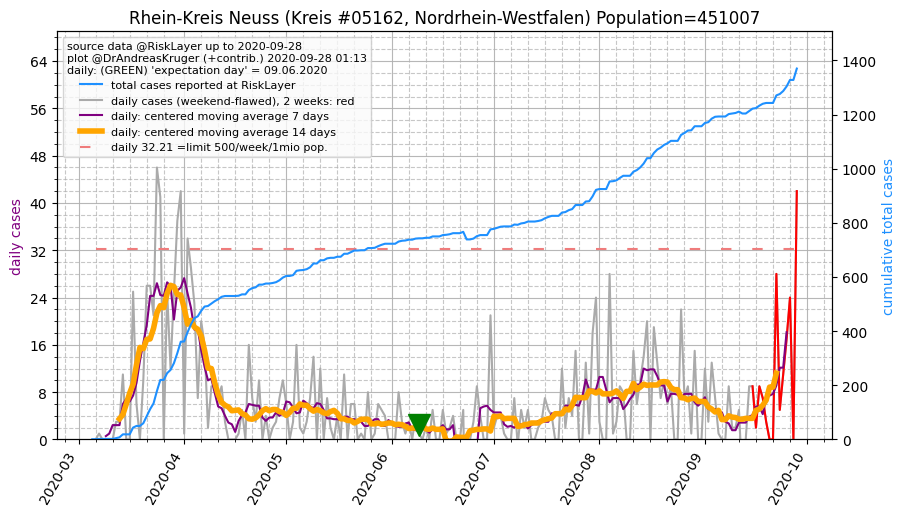 Rhein-Kreis Neuss (Kreis #05162, Nordrhein-Westfalen) Population=451007
source data @RiskLayer up to 2020-09-28
plot @DrAndreasKruger (+contrib.) 2020-09-28 01:13
daily: (GREEN) 'expectation day' = 09.06.2020
total cases reported at RiskLayer
daily cases (weekend-flawed), 2 weeks: red
daily: centered moving average 7 days
daily: centered moving average 14 days
daily 32.21 =limit 500/week/1mio pop.
daily cases
64
56
48
40
32
24
16
8
0
1400
1200
1000
800
600
400
200
0
cumulative total cases
2020-03
2020-04
2020-05
2020-06
2020-07
2020-08
2020-09
2020-10